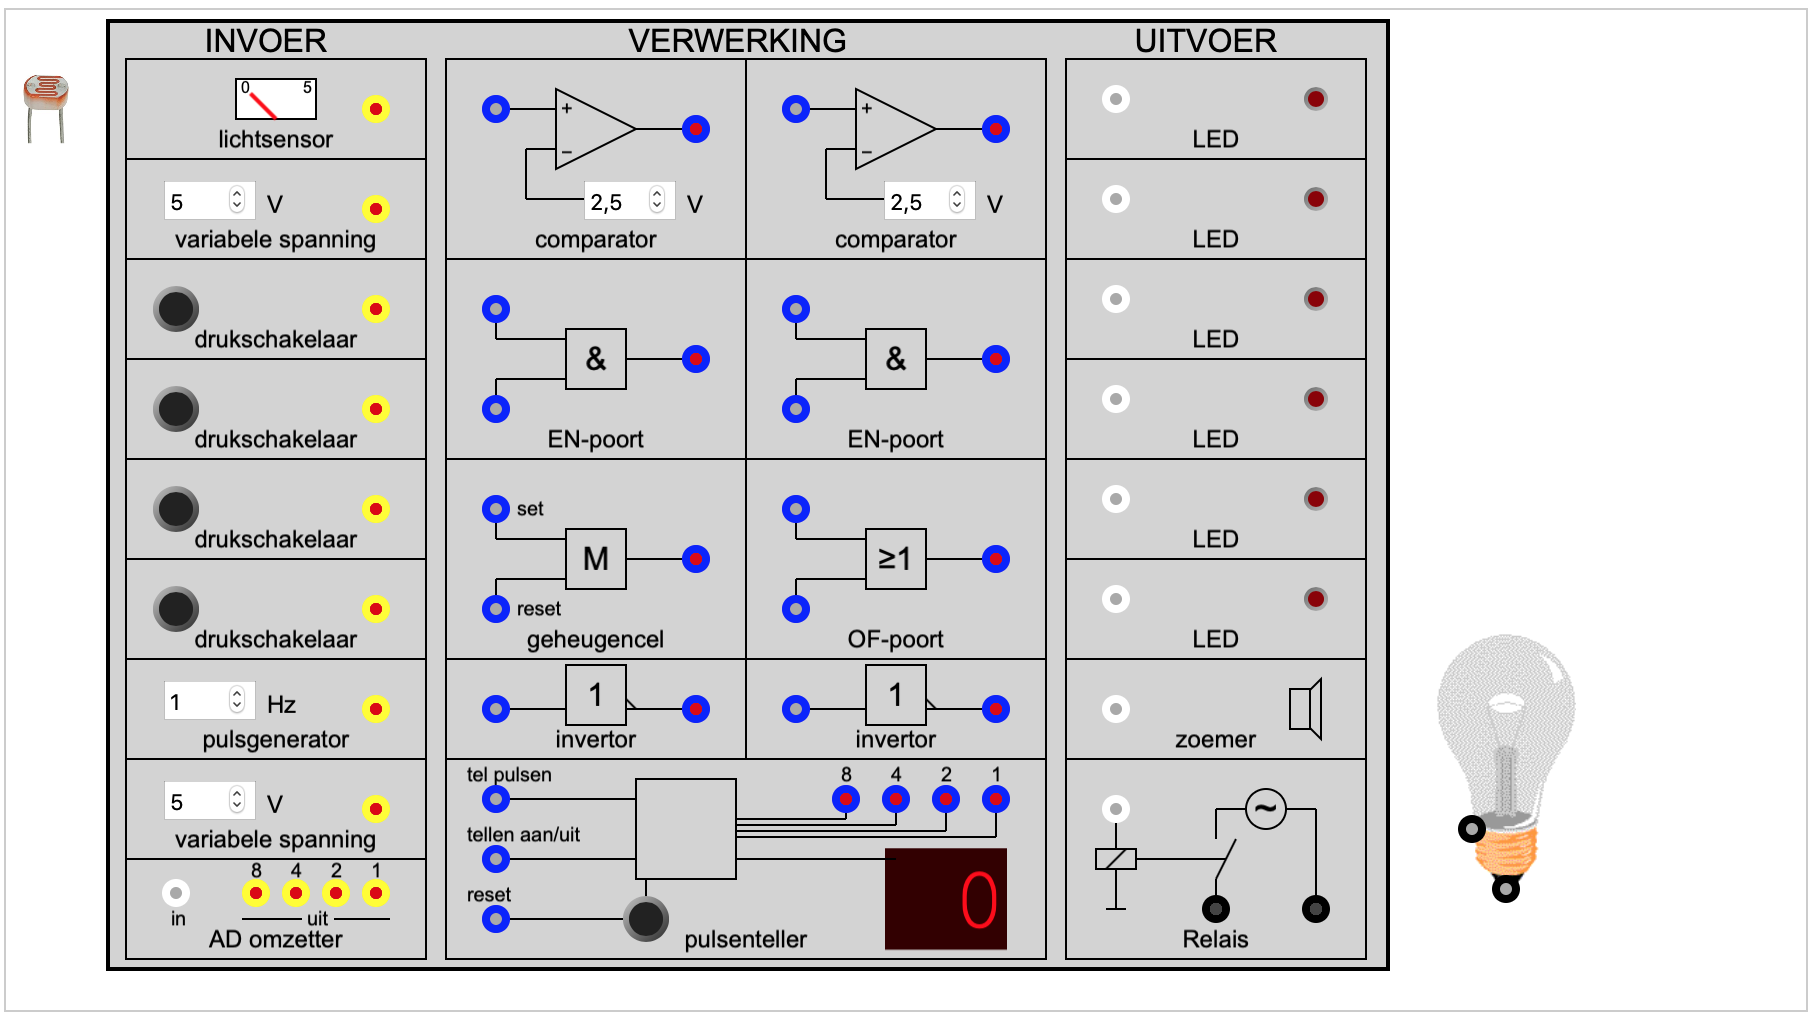 INVOER
VERWERKING
UITVOER
0 5
lichtsensor
5 V
variabele spanning
drukschakelaar
drukschakelaar
drukschakelaar
drukschakelaar
1 Hz
pulsgenerator
5 V
variabele spanning
8 4 2 1
in
uit
AD omzetter
+
−
2,5 V
comparator
+
−
2,5 V
comparator
&
EN-poort
&
EN-poort
set
M
reset
geheugencel
≥1
OF-poort
1
invertor
1
invertor
tel pulsen
8 4 2 1
tellen aan/uit
reset
0
pulsenteller
LED
LED
LED
LED
LED
LED
zoemer
~
Relais